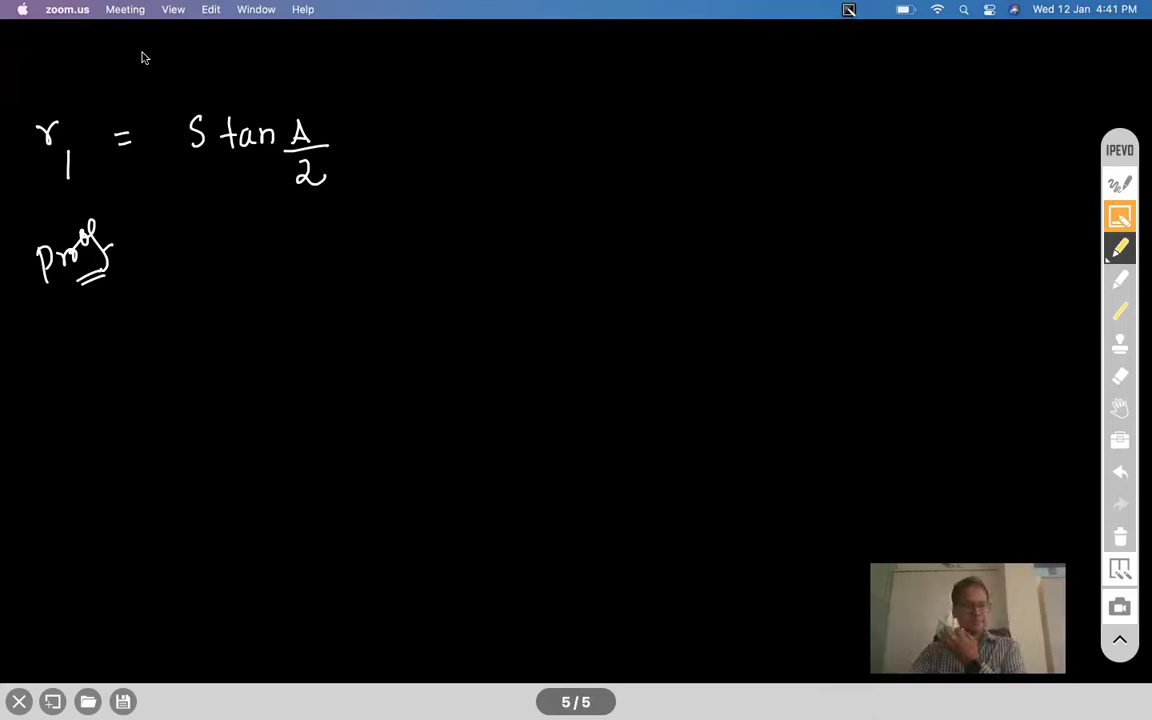 zoom.us Meeting View Edit Window Help Wed 12 Jan 4:41 PM
r₁ = S tan A/2
proof
IPEVO
5/5